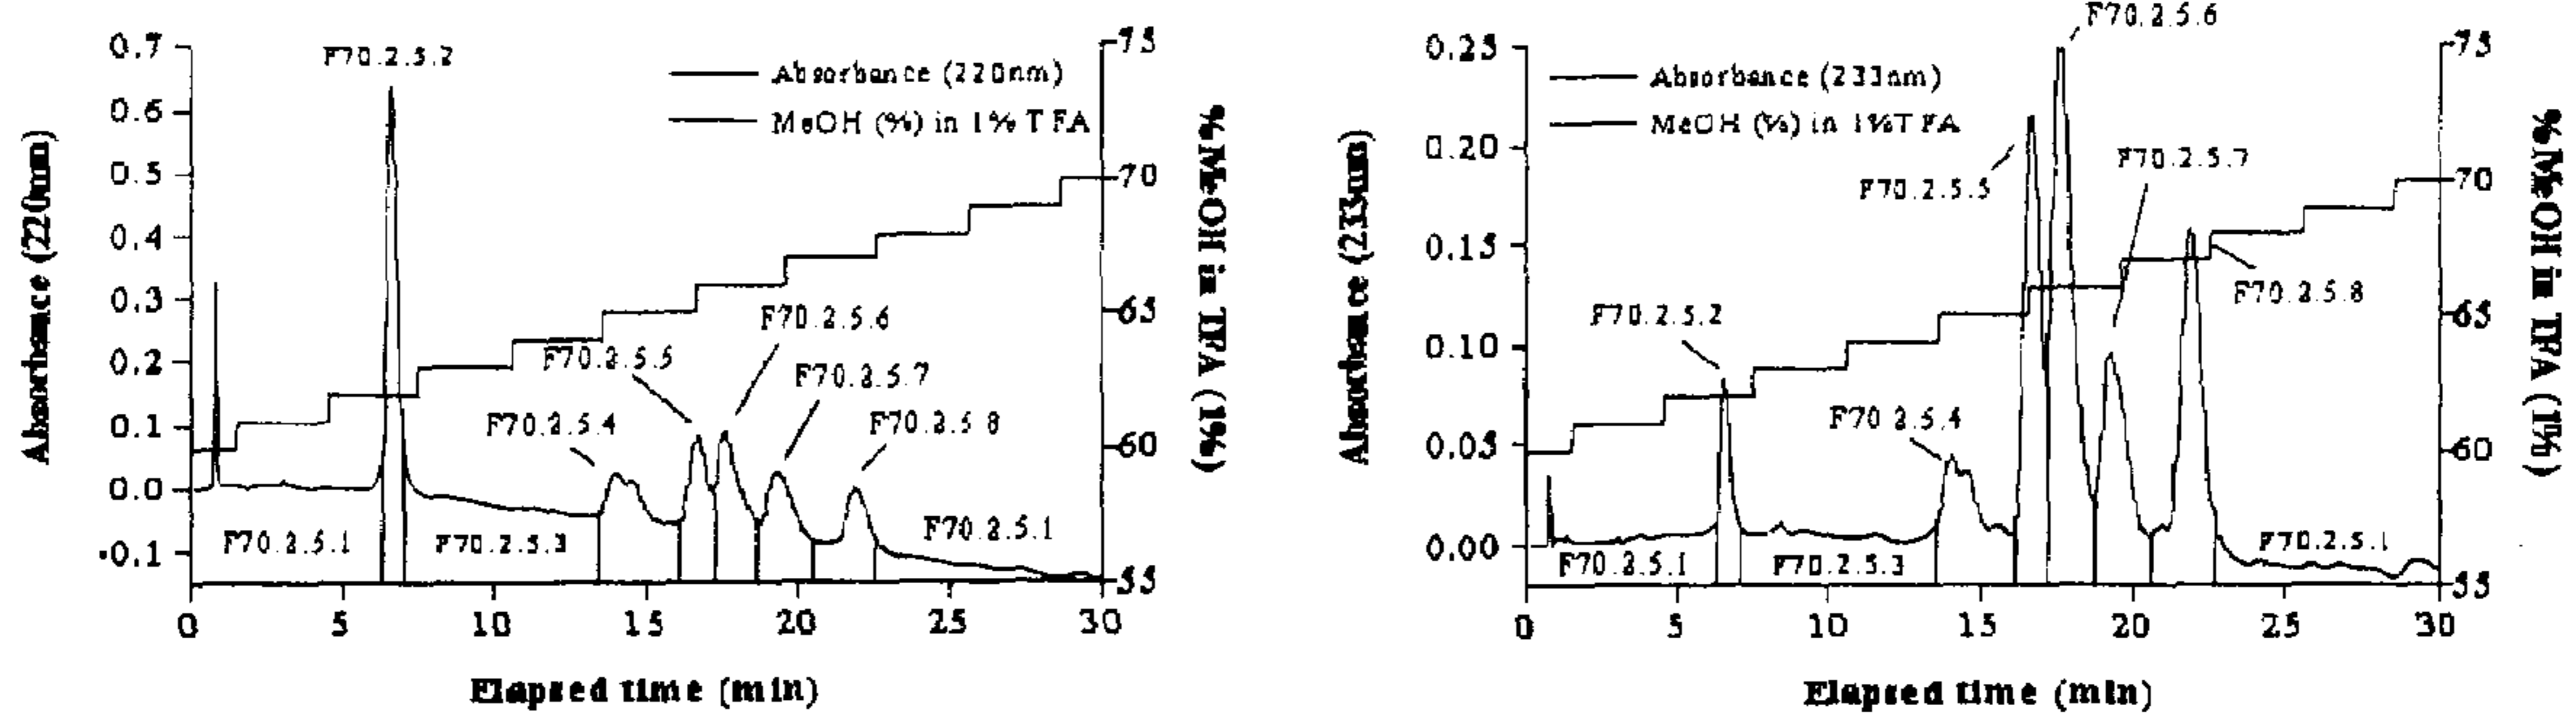 F70.2.5.2
Absorbance (220nm)
MeOH (%) in 1% TFA
0.7
0.6
0.5
0.4
0.3
0.2
0.1
0.0
-0.1
Absorbance (220nm)
75
70
65
60
55
%MeOH in TFA (1%)
F70.2.5.6
F70.2.5.5
F70.2.5.7
F70.2.5.4
F70.2.5.8
F70.2.5.1
F70.2.5.3
F70.2.5.1
0 5 10 15 20 25 30
Elapsed time (min)
F70.2.5.6
Absorbance (233nm)
MeOH (%) in 1%TFA
0.25
0.20
0.15
0.10
0.05
0.00
Absorbance (233nm)
75
70
65
60
55
%MeOH in TFA (1%)
F70.2.5.7
F70.2.5.5
F70.2.5.8
F70.2.5.2
F70.2.5.4
F70.2.5.1
F70.2.5.3
F70.2.5.1
0 5 10 15 20 25 30
Elapsed time (min)